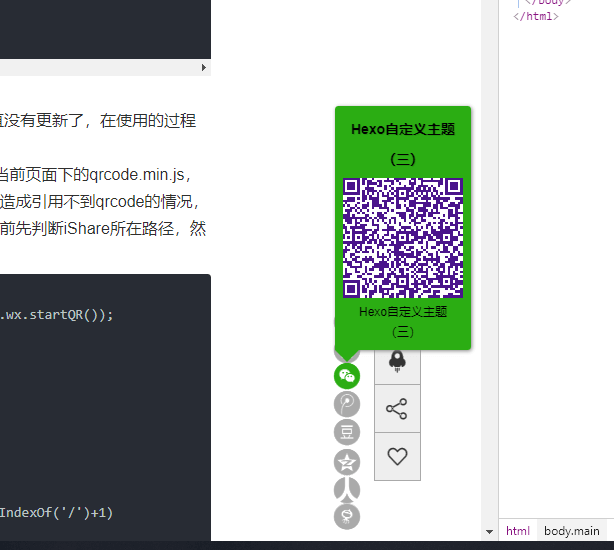 </body>
</html>
直没有更新了，在使用的过程
当前页面下的qrcode.min.js，
造成引用不到qrcode的情况，
前先判断iShare所在路径，然
.wx.startQR());
IndexOf('/')+1)
Hexo自定义主题
（三）
Hexo自定义主题
（三）
豆
人
html
body.main